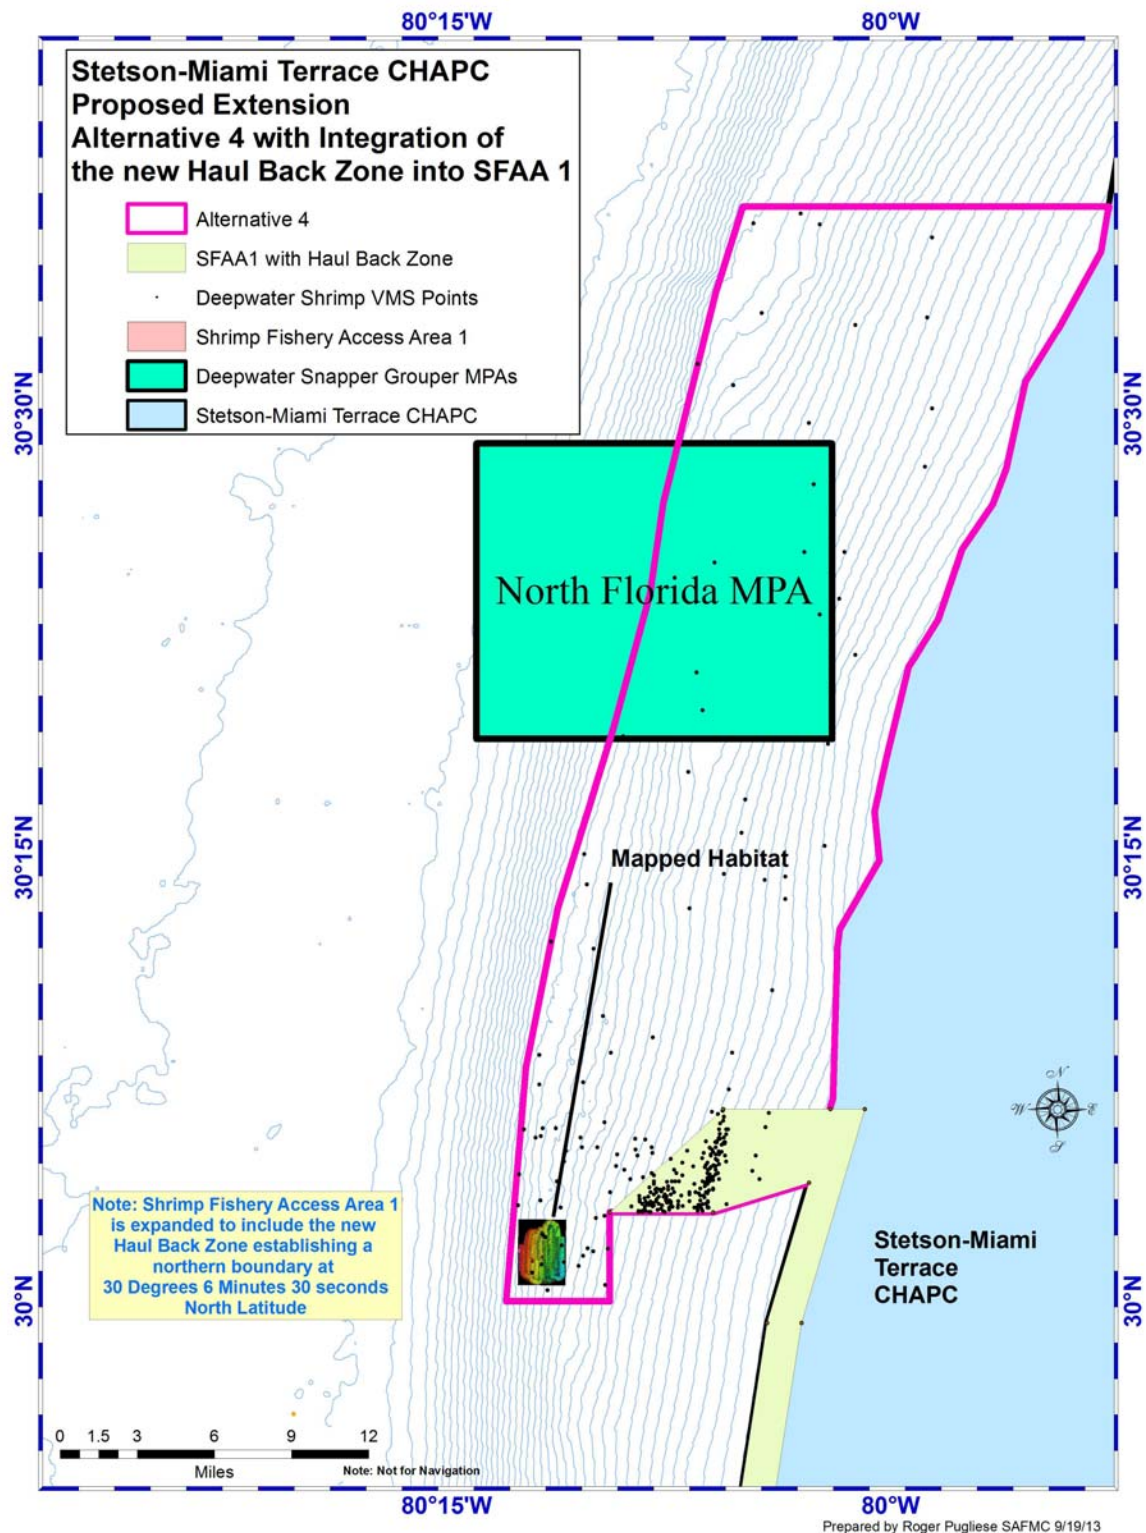 80°15'W
80°W
Stetson-Miami Terrace CHAPC
Proposed Extension
Alternative 4 with Integration of
the new Haul Back Zone into SFAA 1
Alternative 4
SFAA1 with Haul Back Zone
Deepwater Shrimp VMS Points
Shrimp Fishery Access Area 1
Deepwater Snapper Grouper MPAs
Stetson-Miami Terrace CHAPC
30°30'N
30°30'N
North Florida MPA
30°15'N
30°15'N
Mapped Habitat
N
W
E
S
Note: Shrimp Fishery Access Area 1
is expanded to include the new
Haul Back Zone establishing a
northern boundary at
30 Degrees 6 Minutes 30 seconds
North Latitude
Stetson-Miami
Terrace
CHAPC
30°N
30°N
0 1.5 3 6 9 12
Miles
Note: Not for Navigation
80°15'W
80°W
Prepared by Roger Pugliese SAFMC 9/19/13